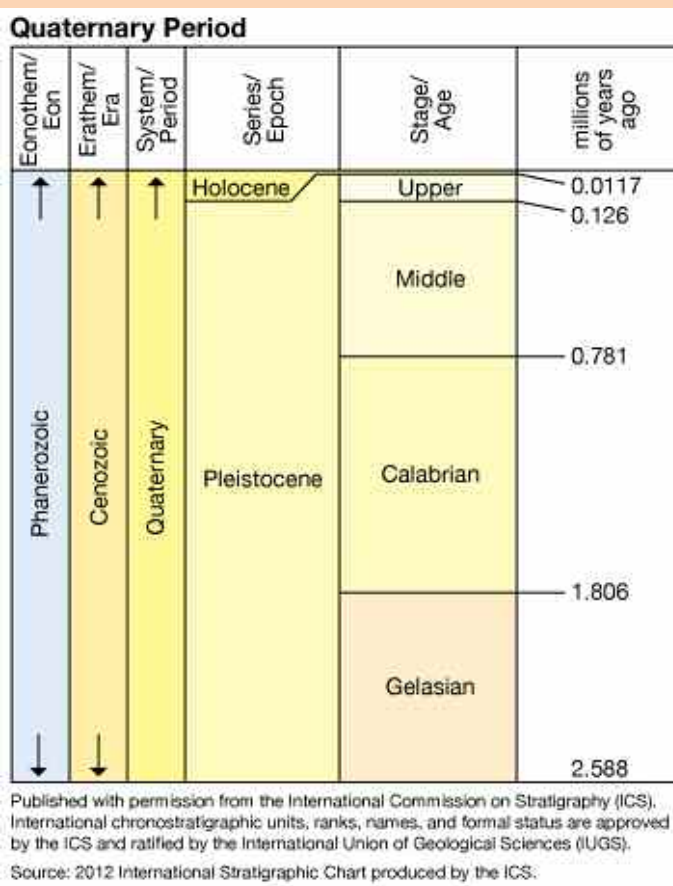 Quaternary Period
Eonothem/
Eon
Erathem/
Era
System/
Period
Series/
Epoch
Stage/
Age
millions
of years
ago
Phanerozoic
Cenozoic
Quaternary
Holocene
Pleistocene
Upper
Middle
Calabrian
Gelasian
0.0117
0.126
0.781
1.806
2.588
Published with permission from the International Commission on Stratigraphy (ICS).
International chronostratigraphic units, ranks, names, and formal status are approved
by the ICS and ratified by the International Union of Geological Sciences (IUGS).
Source: 2012 International Stratigraphic Chart produced by the ICS.